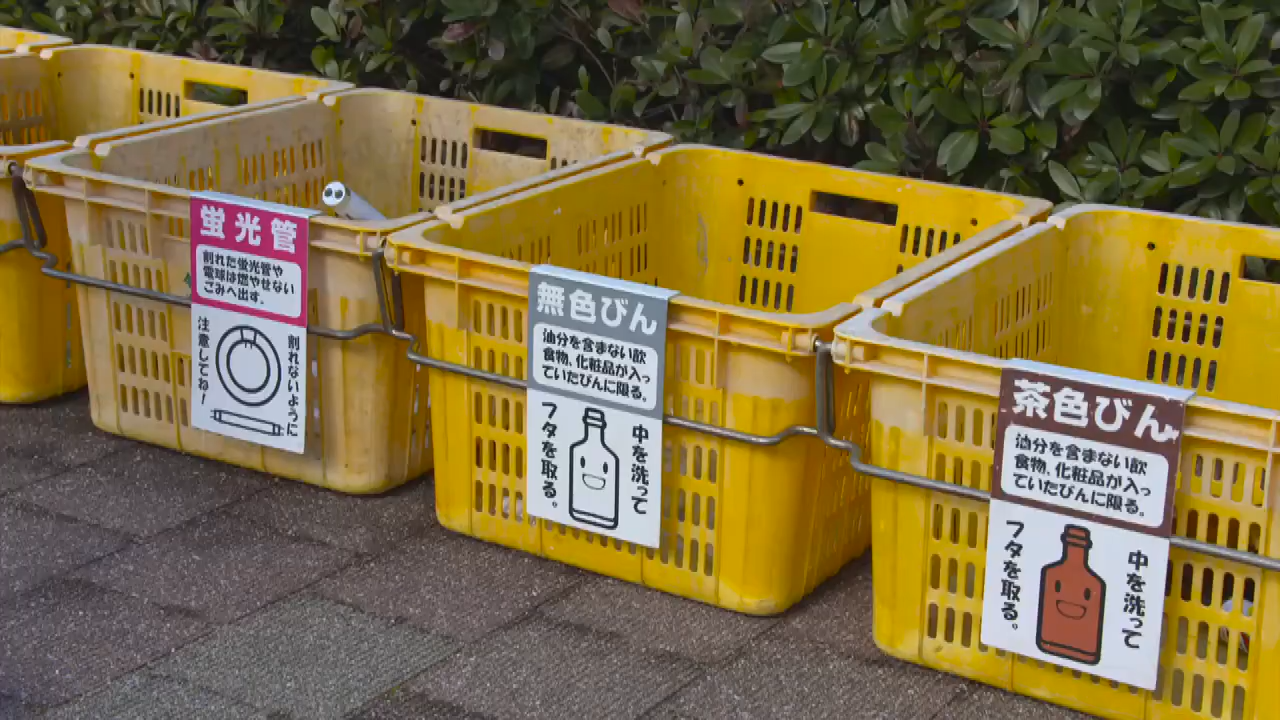 蛍光管
割れた蛍光管や
電球は燃やせない
ごみへ出す。
割れないように
注意してね!
無色びん
油分を含まない飲
食物、化粧品が入っ
ていたびんに限る。
中を洗って
フタを取る。
茶色びん
油分を含まない飲
食物、化粧品が入っ
ていたびんに限る。
中を洗って
フタを取る。